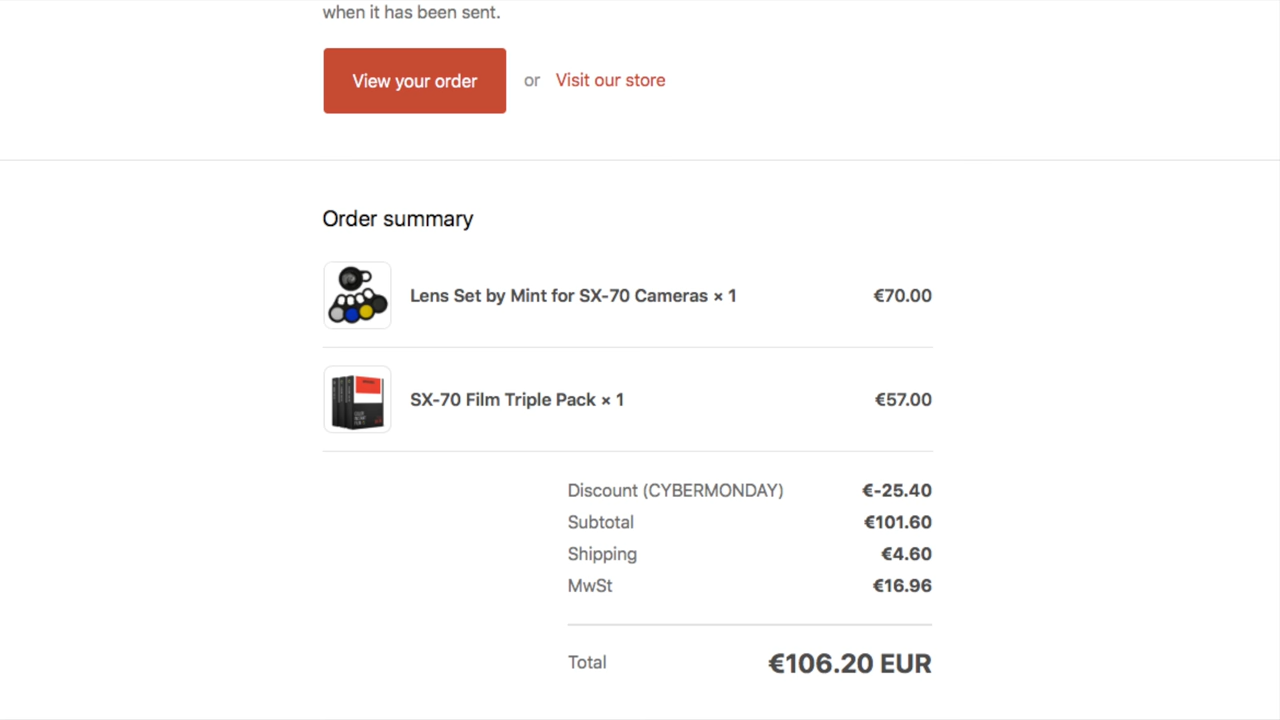 when it has been sent.
View your order or Visit our store
Order summary
Lens Set by Mint for SX-70 Cameras × 1 €70.00
SX-70 Film Triple Pack × 1 €57.00
Discount (CYBERMONDAY) €-25.40
Subtotal €101.60
Shipping €4.60
MwSt €16.96
Total €106.20 EUR